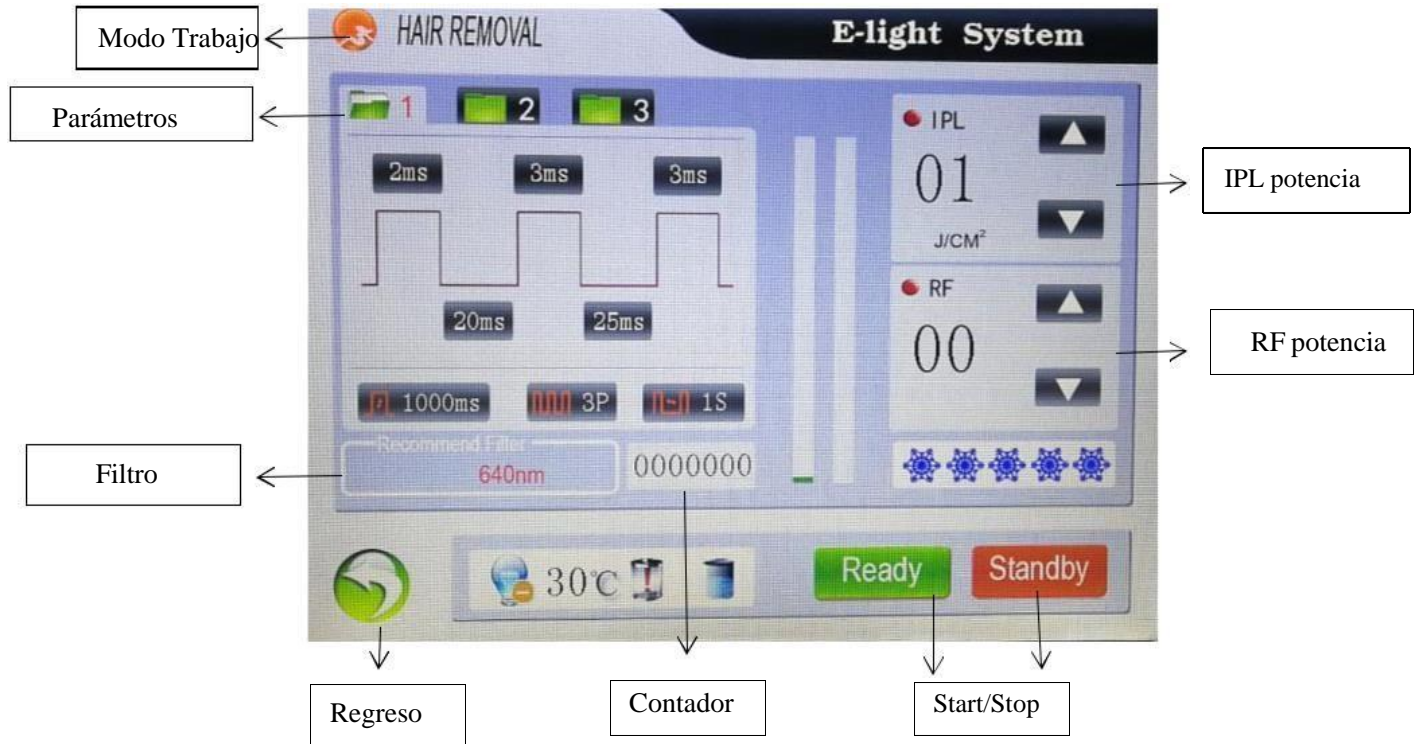 Modo Trabajo
HAIR REMOVAL
E-light System
Parámetros
1
2
3
IPL
01
J/CM²
IPL potencia
2ms
3ms
3ms
20ms
25ms
RF
00
RF potencia
1000ms
3P
1S
Filtro
Recommend Filter
640nm
0000000
30℃
Ready
Standby
Regreso
Contador
Start/Stop